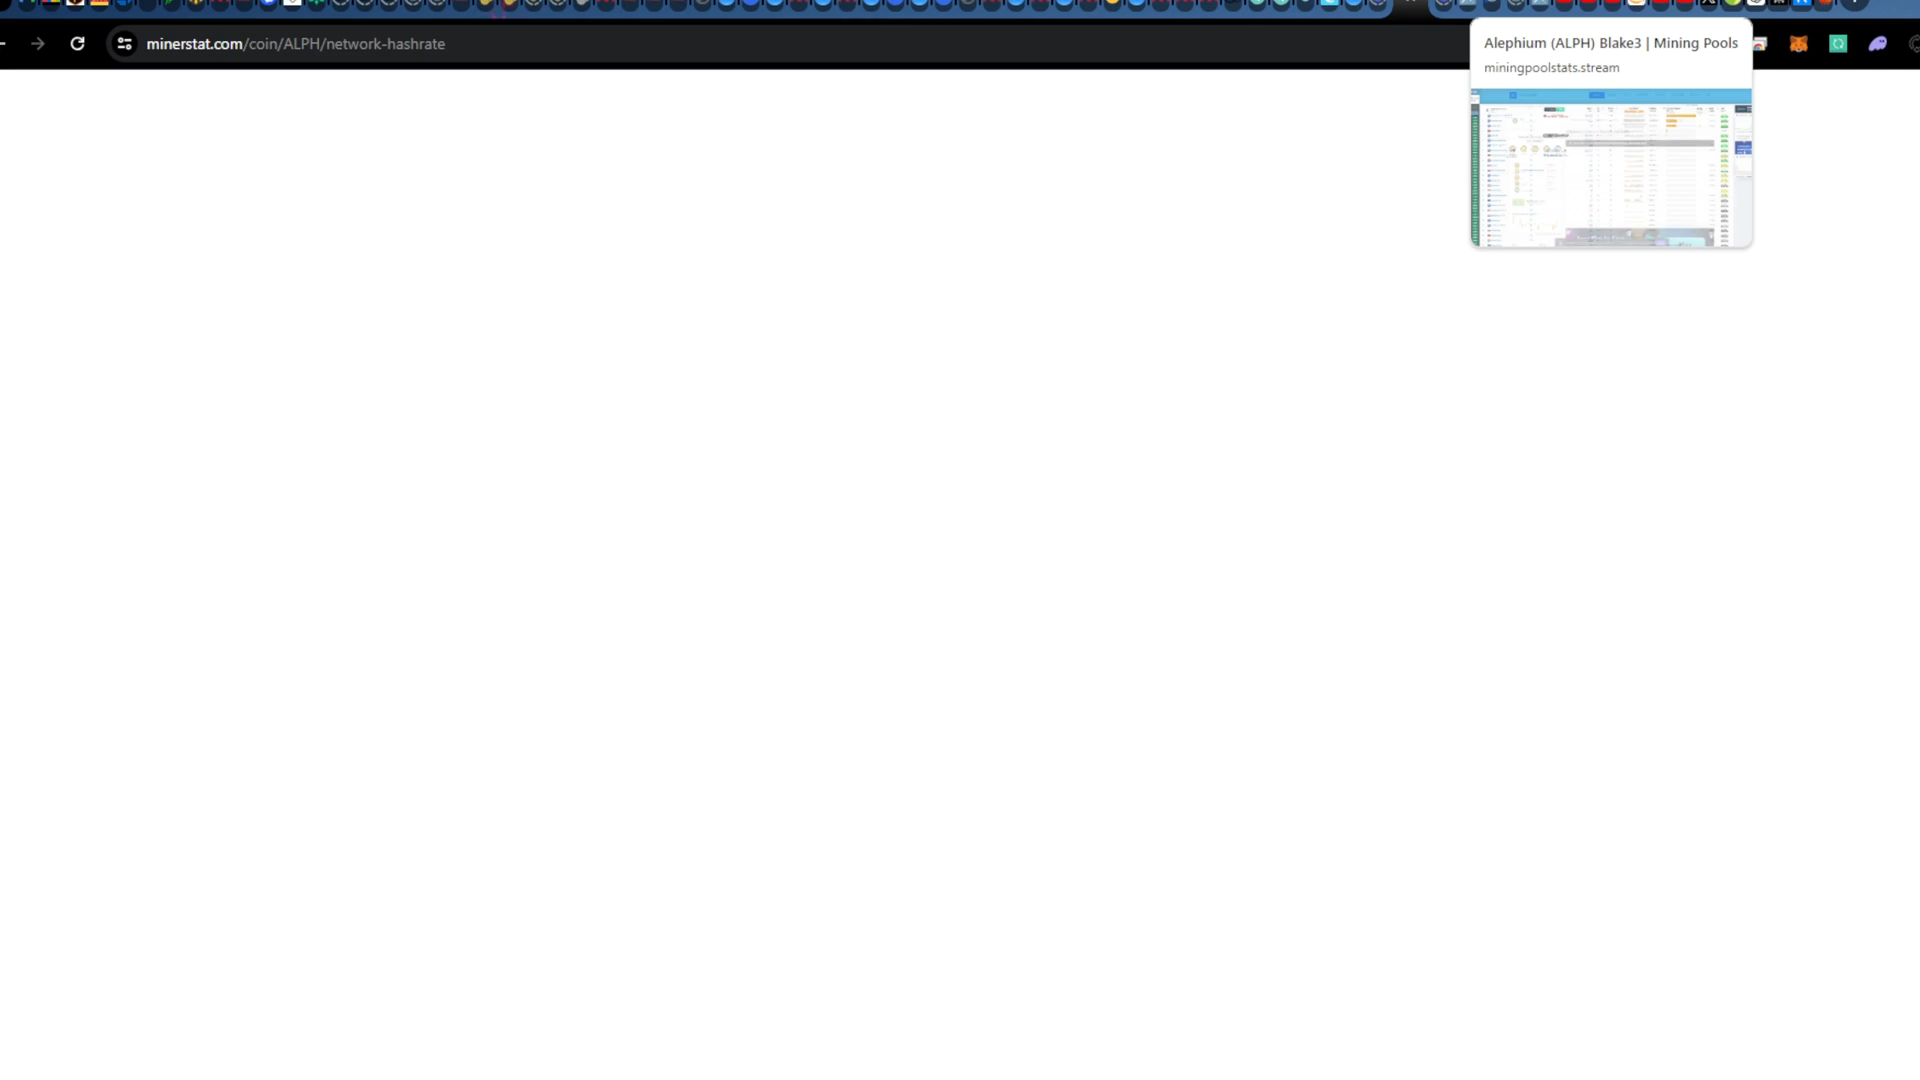 minerstat.com/coin/ALPH/network-hashrate
Alephium (ALPH) Blake3 | Mining Pools
miningpoolstats.stream